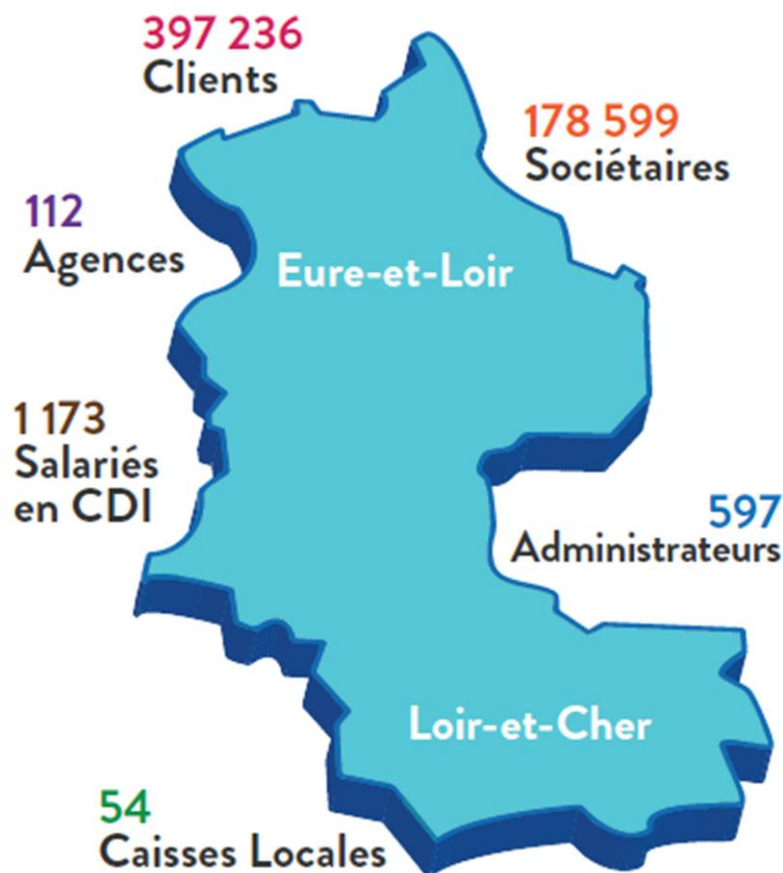 397 236
Clients
178 599
Sociétaires
112
Agences
Eure-et-Loir
1 173
Salariés
en CDI
597
Administrateurs
Loir-et-Cher
54
Caisses Locales